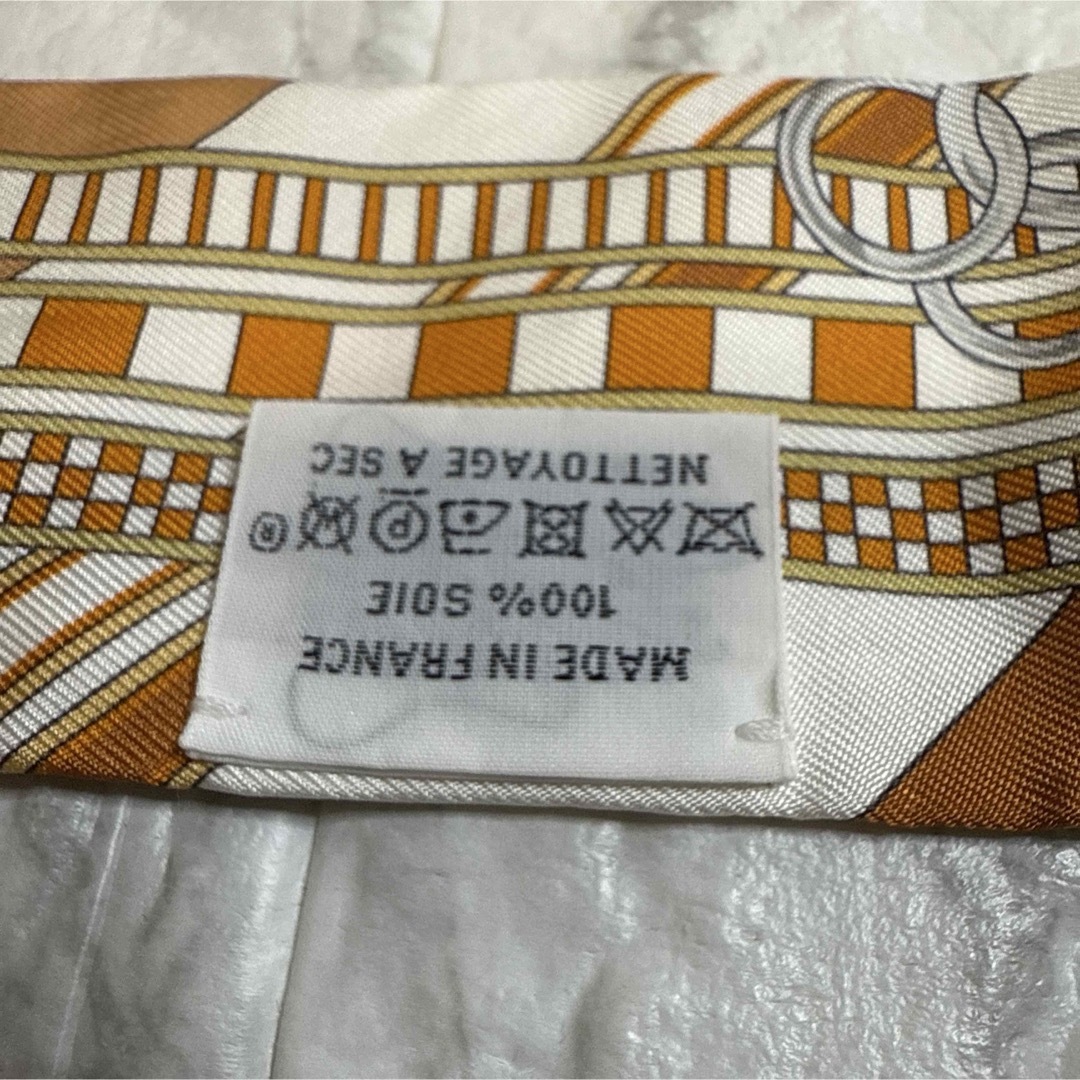 MADE IN FRANCE
100% SOIE
P W ®
NETTOYAGE A SEC